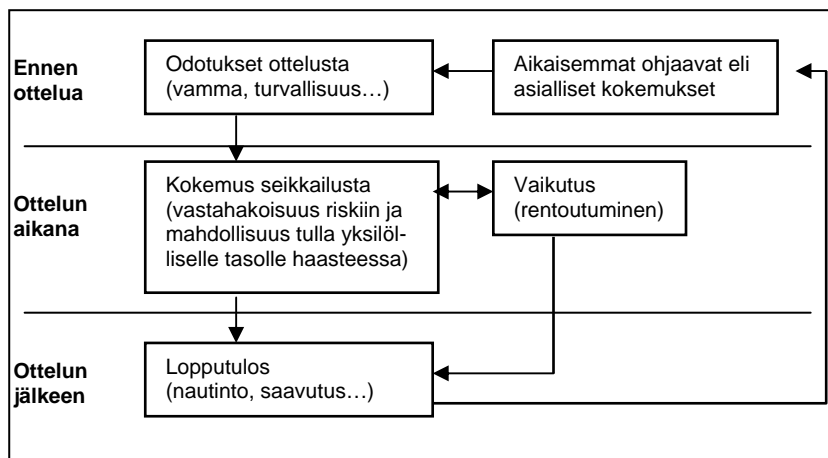 Ennen
ottelua
Odotukset ottelusta
(vamma, turvallisuus…)
Aikaisemmat ohjaavat eli
asialliset kokemukset
Ottelun
aikana
Kokemus seikkailusta
(vastahakoisuus riskiin ja
mahdollisuus tulla yksilöl-
liselle tasolle haasteessa)
Vaikutus
(rentoutuminen)
Ottelun
jälkeen
Lopputulos
(nautinto, saavutus…)